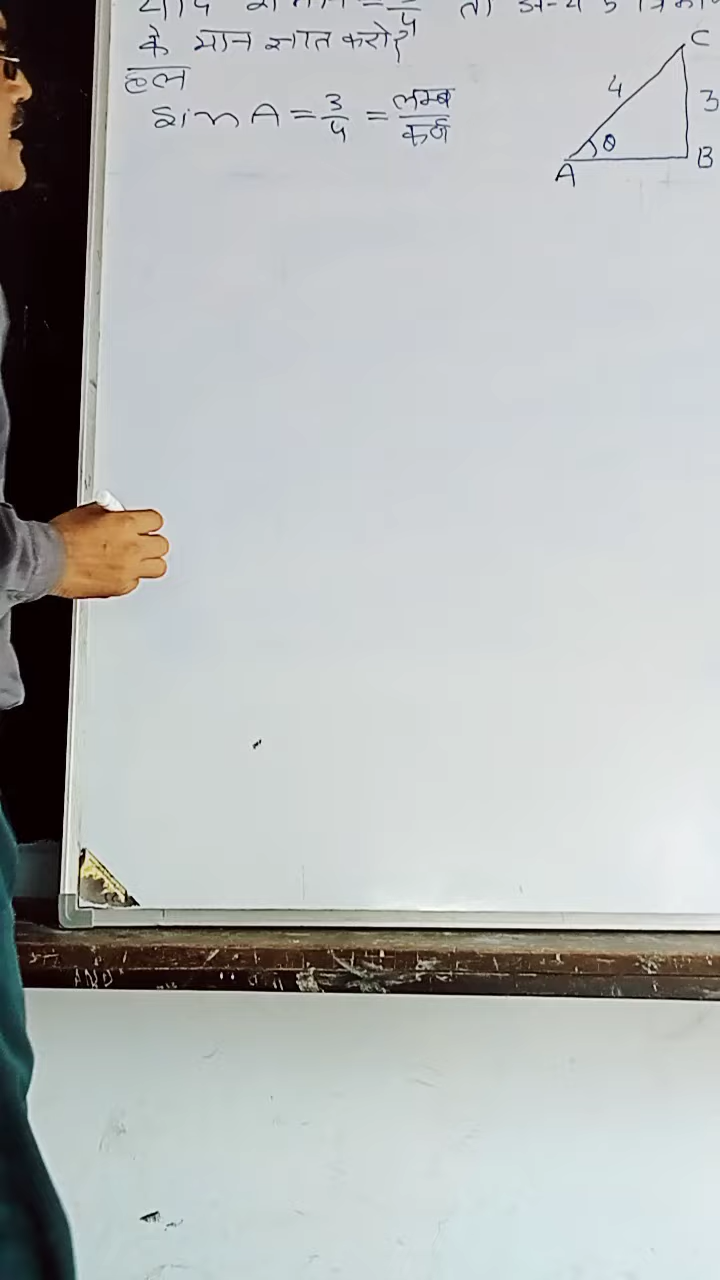 के मान ज्ञात करो?
हल
sin A = 3/4 = लम्ब/कर्ण
C
4
3
θ
A
B